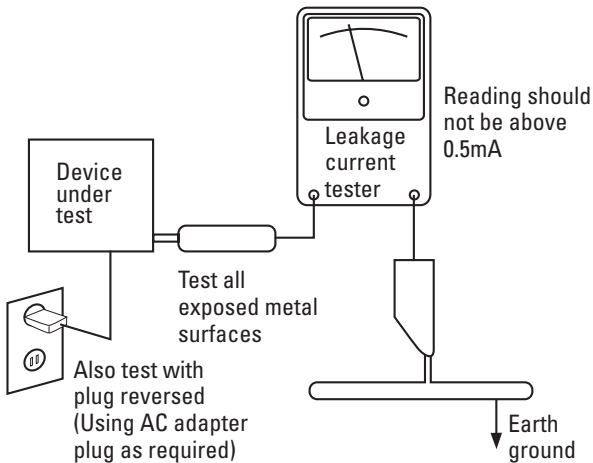 Reading should
not be above
0.5mA
Leakage
current
tester
Device
under
test
Test all
exposed metal
surfaces
Also test with
plug reversed
(Using AC adapter
plug as required)
Earth
ground